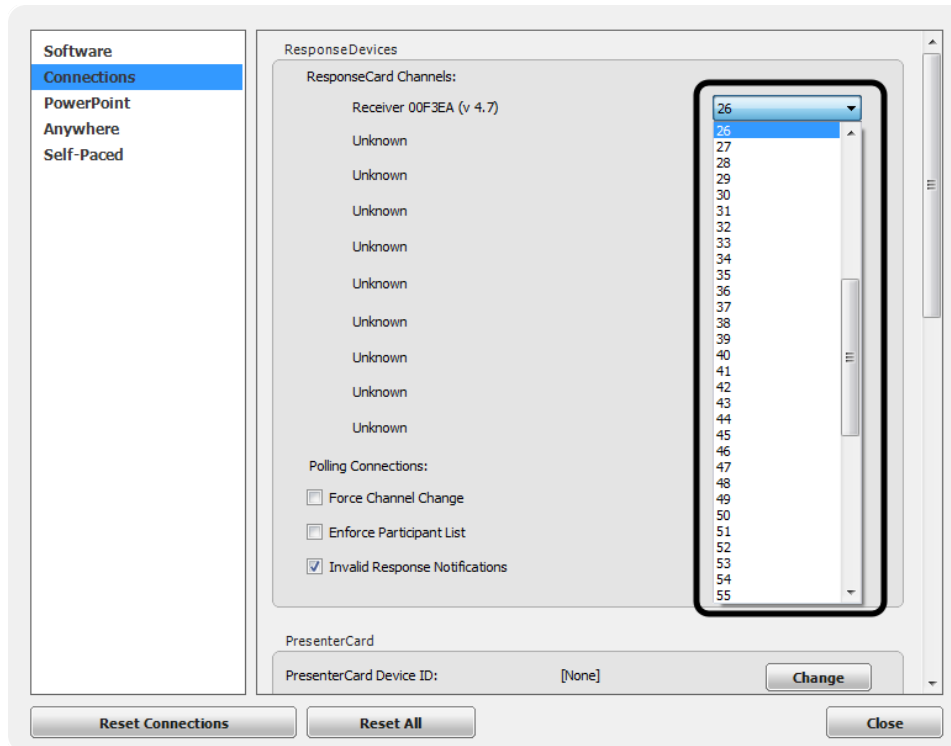 Software
Connections
PowerPoint
Anywhere
Self-Paced
ResponseDevices
ResponseCard Channels:
Receiver 00F3EA (v 4.7)
26
Unknown
Unknown
Unknown
Unknown
Unknown
Unknown
Unknown
Unknown
Unknown
26
27
28
29
30
31
32
33
34
35
36
37
38
39
40
41
42
43
44
45
46
47
48
49
50
51
52
53
54
55
Polling Connections:
Force Channel Change
Enforce Participant List
Invalid Response Notifications
PresenterCard
PresenterCard Device ID: [None] Change
Reset Connections Reset All Close